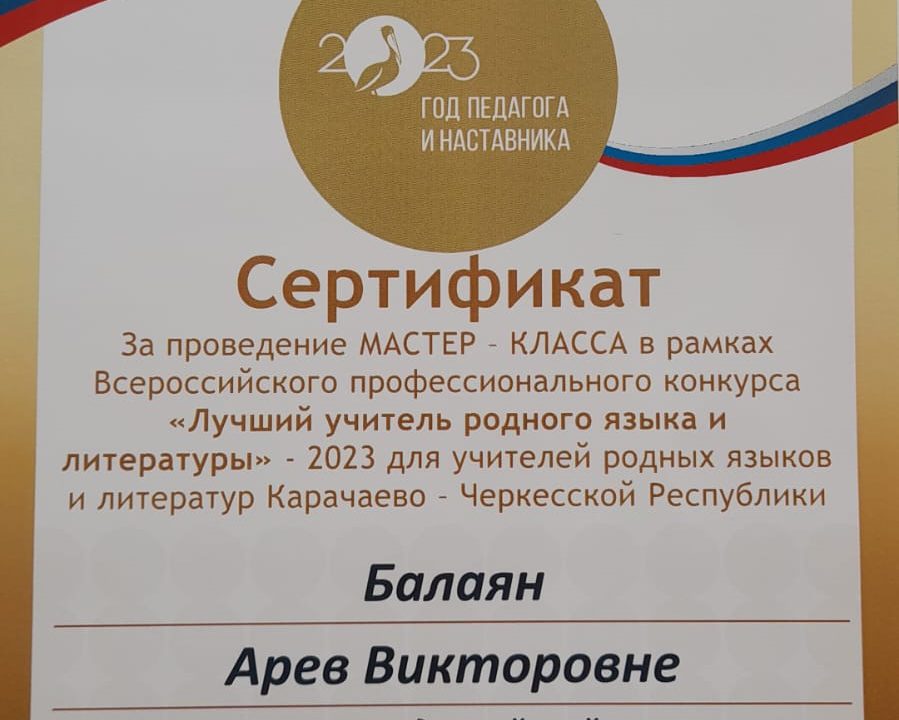 2023
ГОД ПЕДАГОГА
И НАСТАВНИКА
Сертификат
За проведение МАСТЕР - КЛАССА в рамках
Всероссийского профессионального конкурса
«Лучший учитель родного языка и
литературы» - 2023 для учителей родных языков
и литератур Карачаево - Черкесской Республики
Балаян
Арев Викторовне